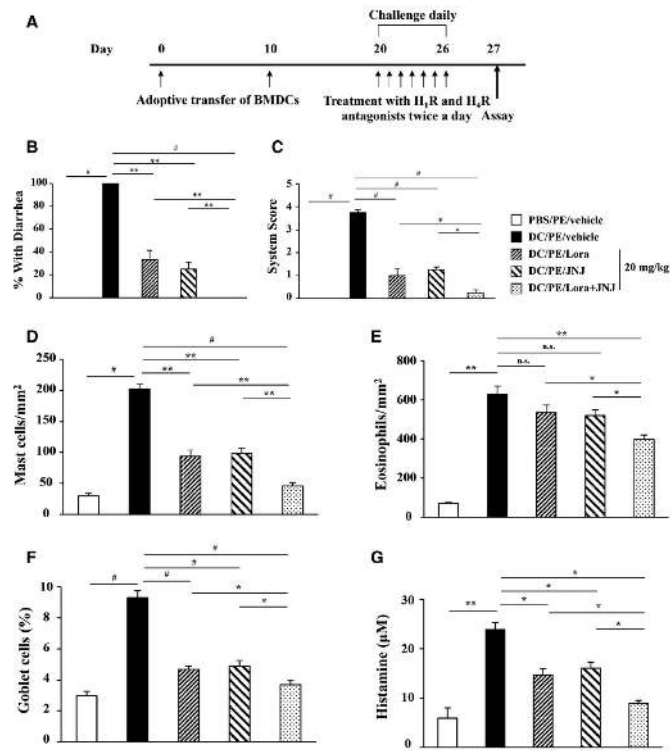 A
Challenge daily
Day 0 10 20 26 27
Adoptive transfer of BMDCs
Treatment with H₁R and H₄R
antagonists twice a day
Assay
B
#
* **
**
**
**
% With Diarrhea
100
80
60
40
20
0
C
#
#
# #
#
*
System Score
5
4
3
2
1
0
PBS/PE/vehicle
DC/PE/vehicle
DC/PE/Lora
DC/PE/JNJ
DC/PE/Lora+JNJ
20 mg/kg
D
#
**
# **
**
**
Mast cells/mm²
250
200
150
100
50
0
E
**
n.s.
** n.s.
*
*
Eosinophils/mm²
800
600
400
200
0
F
#
#
# #
*
*
Goblet cells (%)
10
8
6
4
2
0
G
*
*
** *
*
*
Histamine (µM)
30
20
10
0